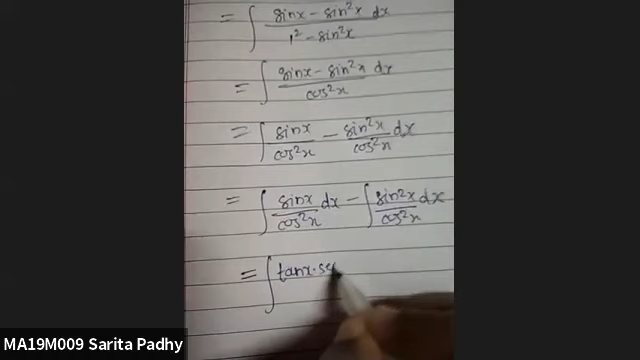 = ∫ sinx - sin²x / 1² - sin²x dx
= ∫ sinx - sin²x / cos²x dx
= ∫ sinx / cos²x - sin²x / cos²x dx
= ∫ sinx / cos²x dx - ∫ sin²x / cos²x dx
= ∫ tanx·se
MA19M009 Sarita Padhy